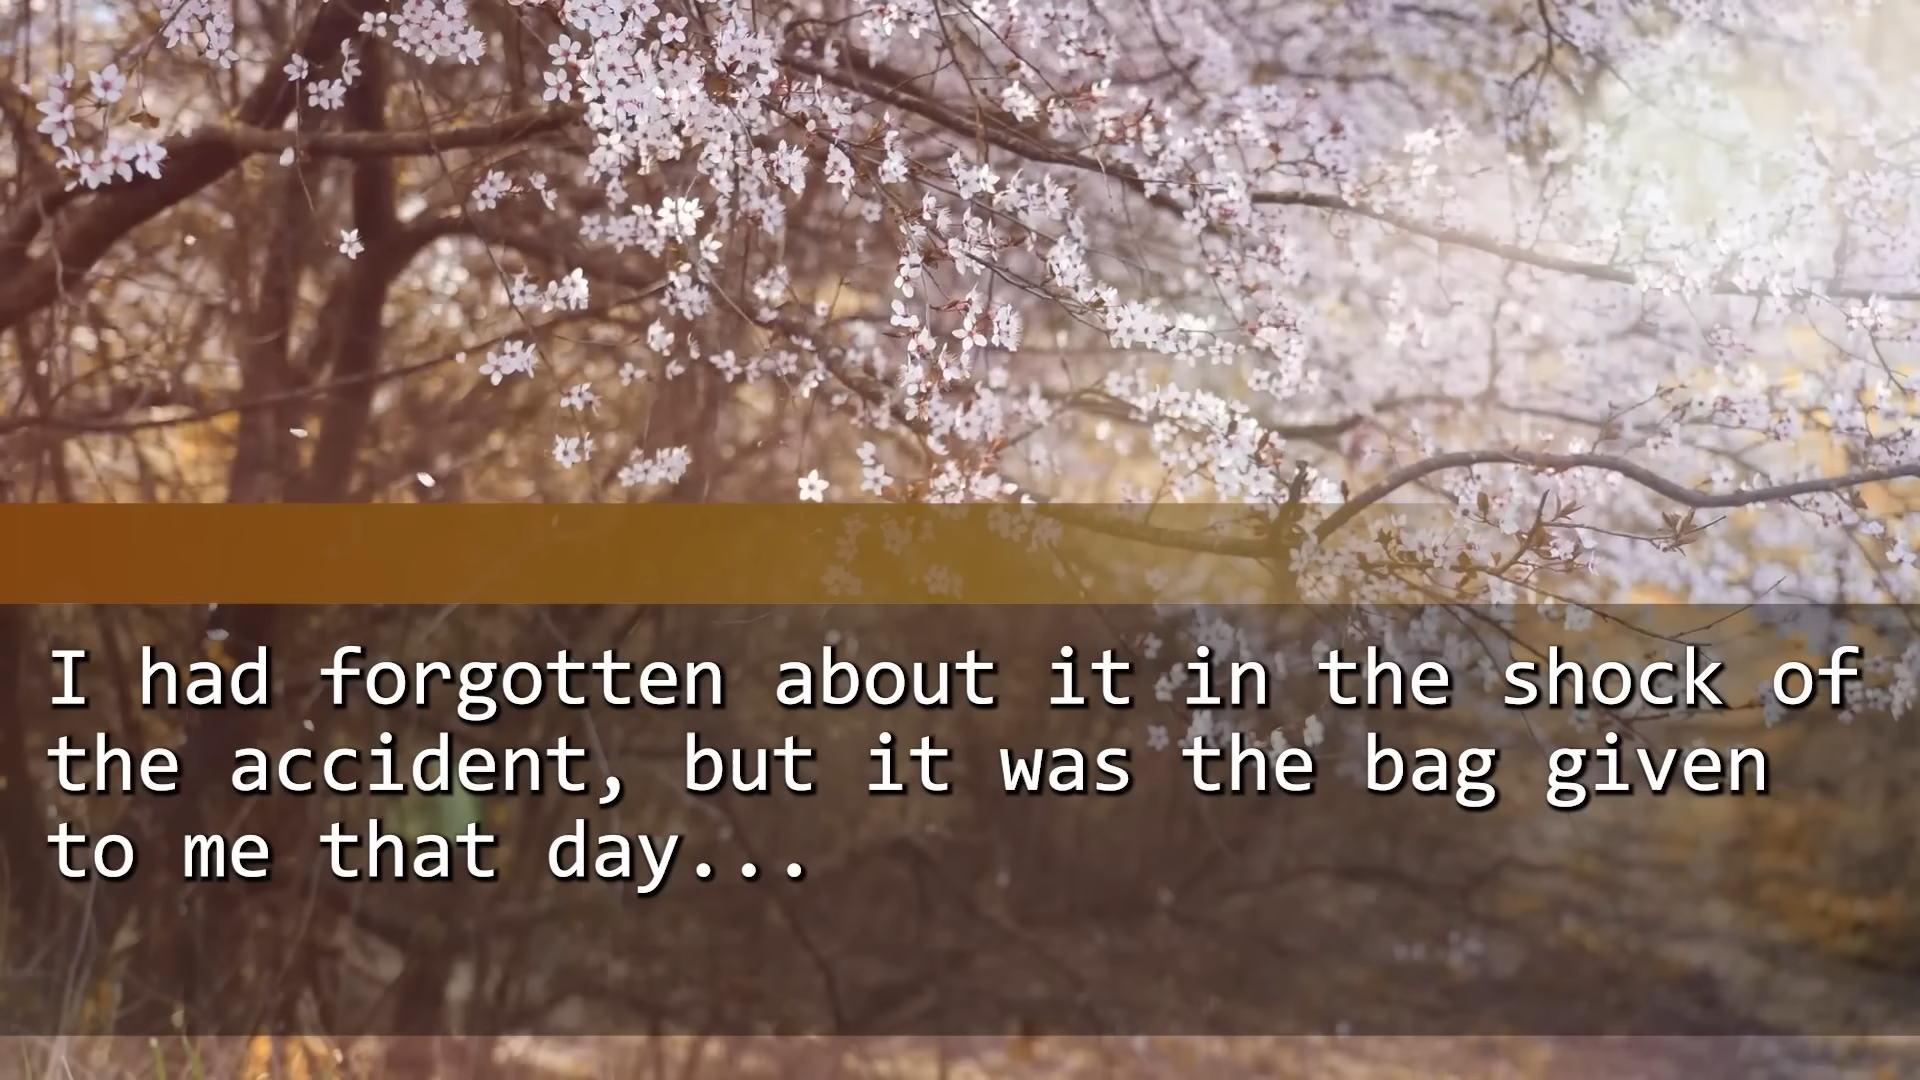 I had forgotten about it in the shock of
the accident, but it was the bag given
to me that day...